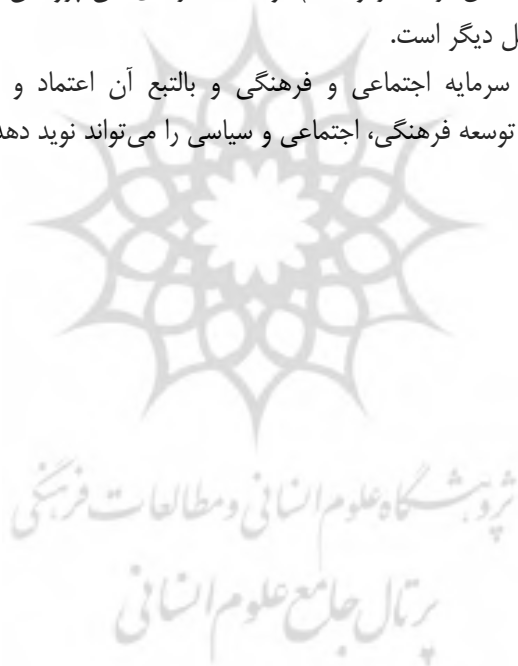 ل دیگر است.
سرمایه اجتماعی و فرهنگی و بالتبع آن اعتماد و
توسعه فرهنگی، اجتماعی و سیاسی را می‌تواند نوید دهد
پژوهشگاه علوم انسانی و مطالعات فرهنگی
پرتال جامع علوم انسانی